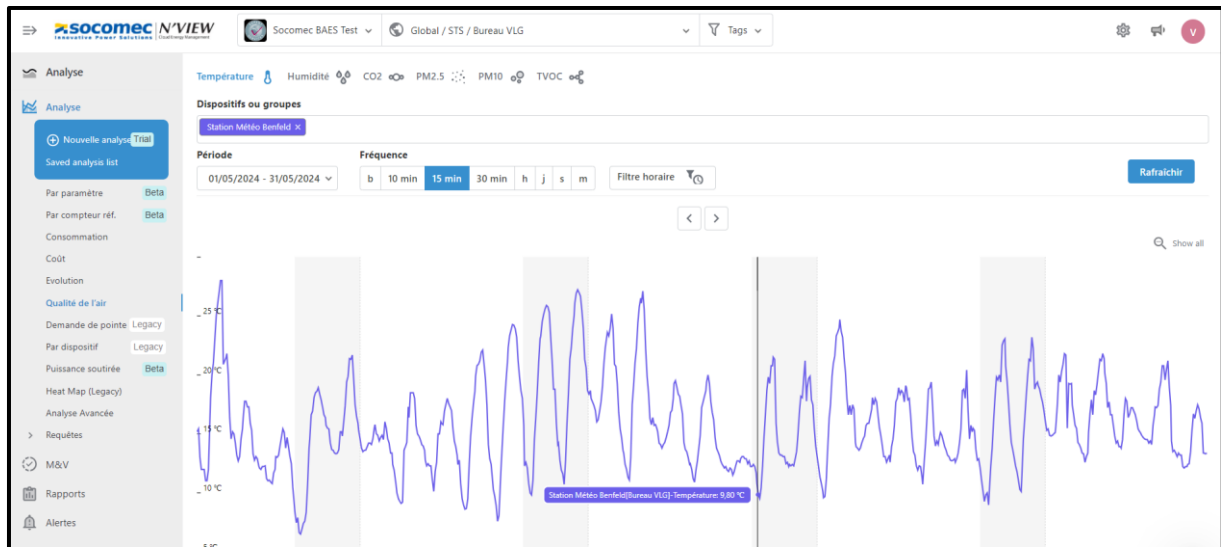 socomec N'VIEW
Innovative Power Solutions Cloud Energy Management
Socomec BAES Test
Global / STS / Bureau VLG
Tags
V
Analyse
Analyse
Nouvelle analyse Trial
Saved analysis list
Par paramètre Beta
Par compteur réf. Beta
Consommation
Coût
Evolution
Qualité de l'air
Demande de pointe Legacy
Par dispositif Legacy
Puissance soutirée Beta
Heat Map (Legacy)
Analyse Avancée
Requêtes
M&V
Rapports
Alertes
Température Humidité CO2 PM2.5 PM10 TVOC
Dispositifs ou groupes
Station Météo Benfeld ×
Période Fréquence
01/05/2024 - 31/05/2024 b 10 min 15 min 30 min h j s m Filtre horaire Rafraîchir
Show all
25 °C
20 °C
15 °C
10 °C
5 °C
Station Météo Benfeld[Bureau VLG]-Température: 9,80 °C